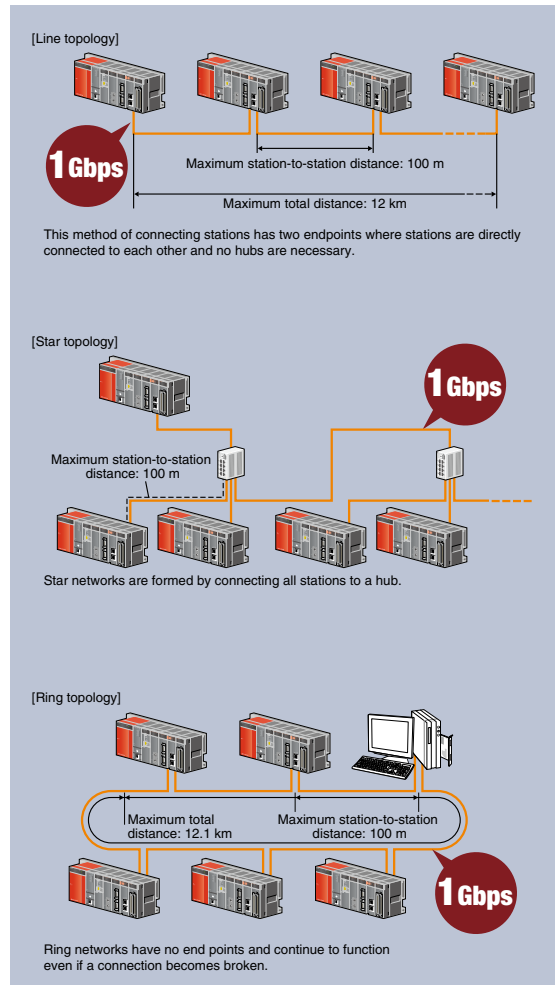 [Line topology]
1 Gbps
Maximum station-to-station distance: 100 m
Maximum total distance: 12 km
This method of connecting stations has two endpoints where stations are directly
connected to each other and no hubs are necessary.
[Star topology]
1 Gbps
Maximum station-to-station
distance: 100 m
Star networks are formed by connecting all stations to a hub.
[Ring topology]
Maximum total
distance: 12.1 km
Maximum station-to-station
distance: 100 m
1 Gbps
Ring networks have no end points and continue to function
even if a connection becomes broken.